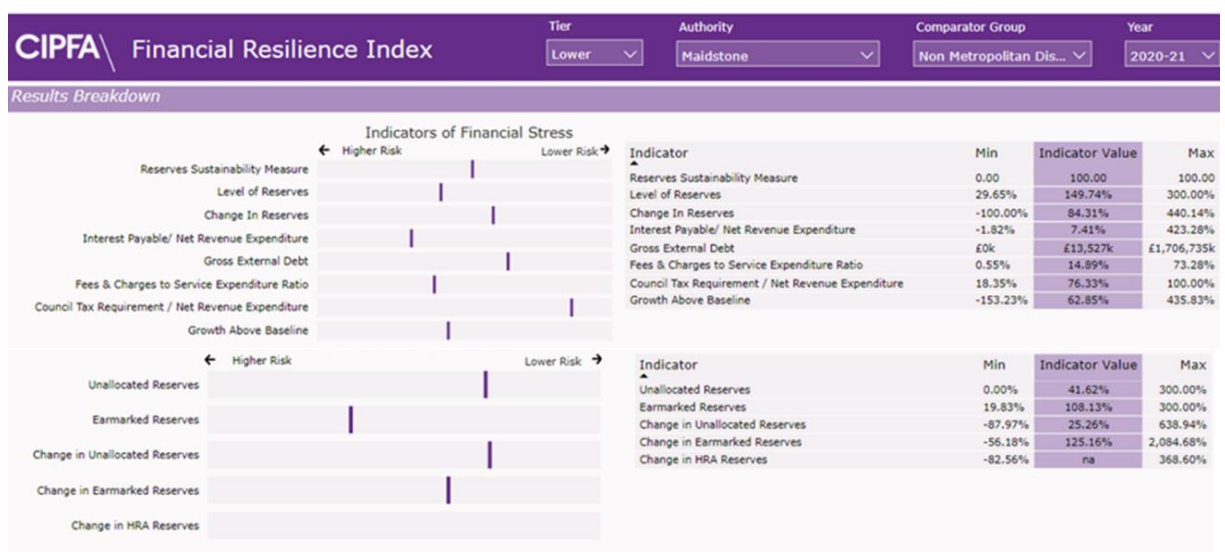 CIPFA\ Financial Resilience Index
Tier
Lower
Authority
Maidstone
Comparator Group
Non Metropolitan Dis...
Year
2020-21
Results Breakdown
Indicators of Financial Stress
← Higher Risk Lower Risk →
Reserves Sustainability Measure
Level of Reserves
Change In Reserves
Interest Payable/ Net Revenue Expenditure
Gross External Debt
Fees & Charges to Service Expenditure Ratio
Council Tax Requirement / Net Revenue Expenditure
Growth Above Baseline
Indicator Min Indicator Value Max
Reserves Sustainability Measure 0.00 100.00 100.00
Level of Reserves 29.65% 149.74% 300.00%
Change In Reserves -100.00% 84.31% 440.14%
Interest Payable/ Net Revenue Expenditure -1.82% 7.41% 423.28%
Gross External Debt £0k £13,527k £1,706,735k
Fees & Charges to Service Expenditure Ratio 0.55% 14.89% 73.28%
Council Tax Requirement / Net Revenue Expenditure 18.35% 76.33% 100.00%
Growth Above Baseline -153.23% 62.85% 435.83%
← Higher Risk Lower Risk →
Unallocated Reserves
Earmarked Reserves
Change in Unallocated Reserves
Change in Earmarked Reserves
Change in HRA Reserves
Indicator Min Indicator Value Max
Unallocated Reserves 0.00% 41.62% 300.00%
Earmarked Reserves 19.83% 108.13% 300.00%
Change in Unallocated Reserves -87.97% 25.26% 638.94%
Change in Earmarked Reserves -56.18% 125.16% 2,084.68%
Change in HRA Reserves -82.56% na 368.60%